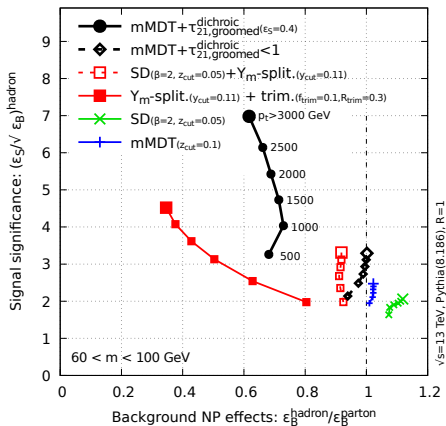 mMDT+τ21,groomed^dichroic(εS=0.4)
mMDT+τ21,groomed^dichroic<1
SD(β=2, zcut=0.05)+Ym-split.(ycut=0.11)
Ym-split.(ycut=0.11) + trim.(ftrim=0.1,Rtrim=0.3)
SD(β=2, zcut=0.05)
mMDT(zcut=0.1)
pt>3000 GeV
2500
2000
1500
1000
500
60 < m < 100 GeV
Signal significance: (εS/√ εB)^hadron
0
1
2
3
4
5
6
7
8
9
0
0.2
0.4
0.6
0.8
1
1.2
Background NP effects: εB^hadron/εB^parton
√s=13 TeV, Pythia(8.186), R=1